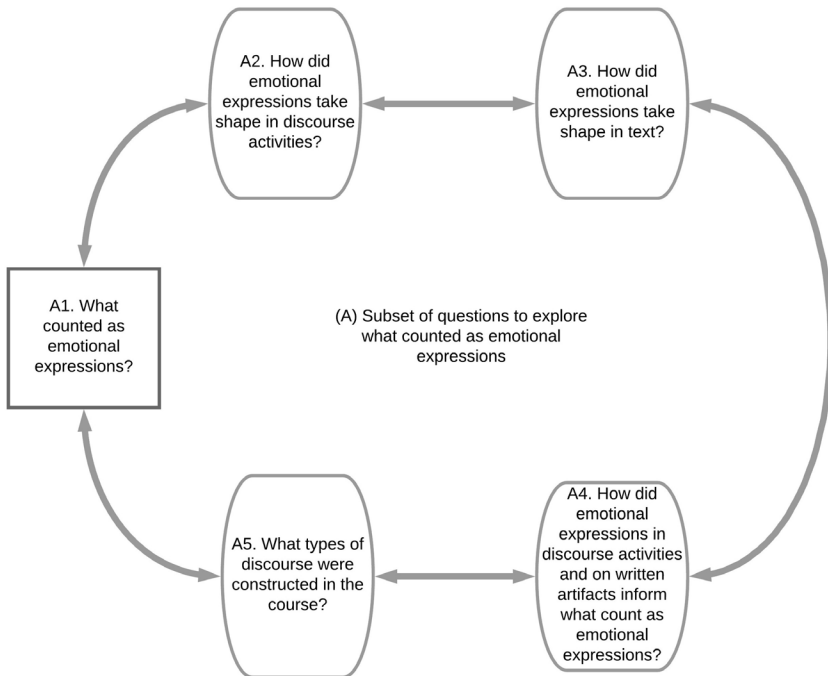 A2. How did
emotional
expressions take
shape in discourse
activities?
A3. How did
emotional
expressions take
shape in text?
A1. What
counted as
emotional
expressions?
(A) Subset of questions to explore
what counted as emotional
expressions
A5. What types of
discourse were
constructed in the
course?
A4. How did
emotional
expressions in
discourse activities
and on written
artifacts inform
what count as
emotional
expressions?